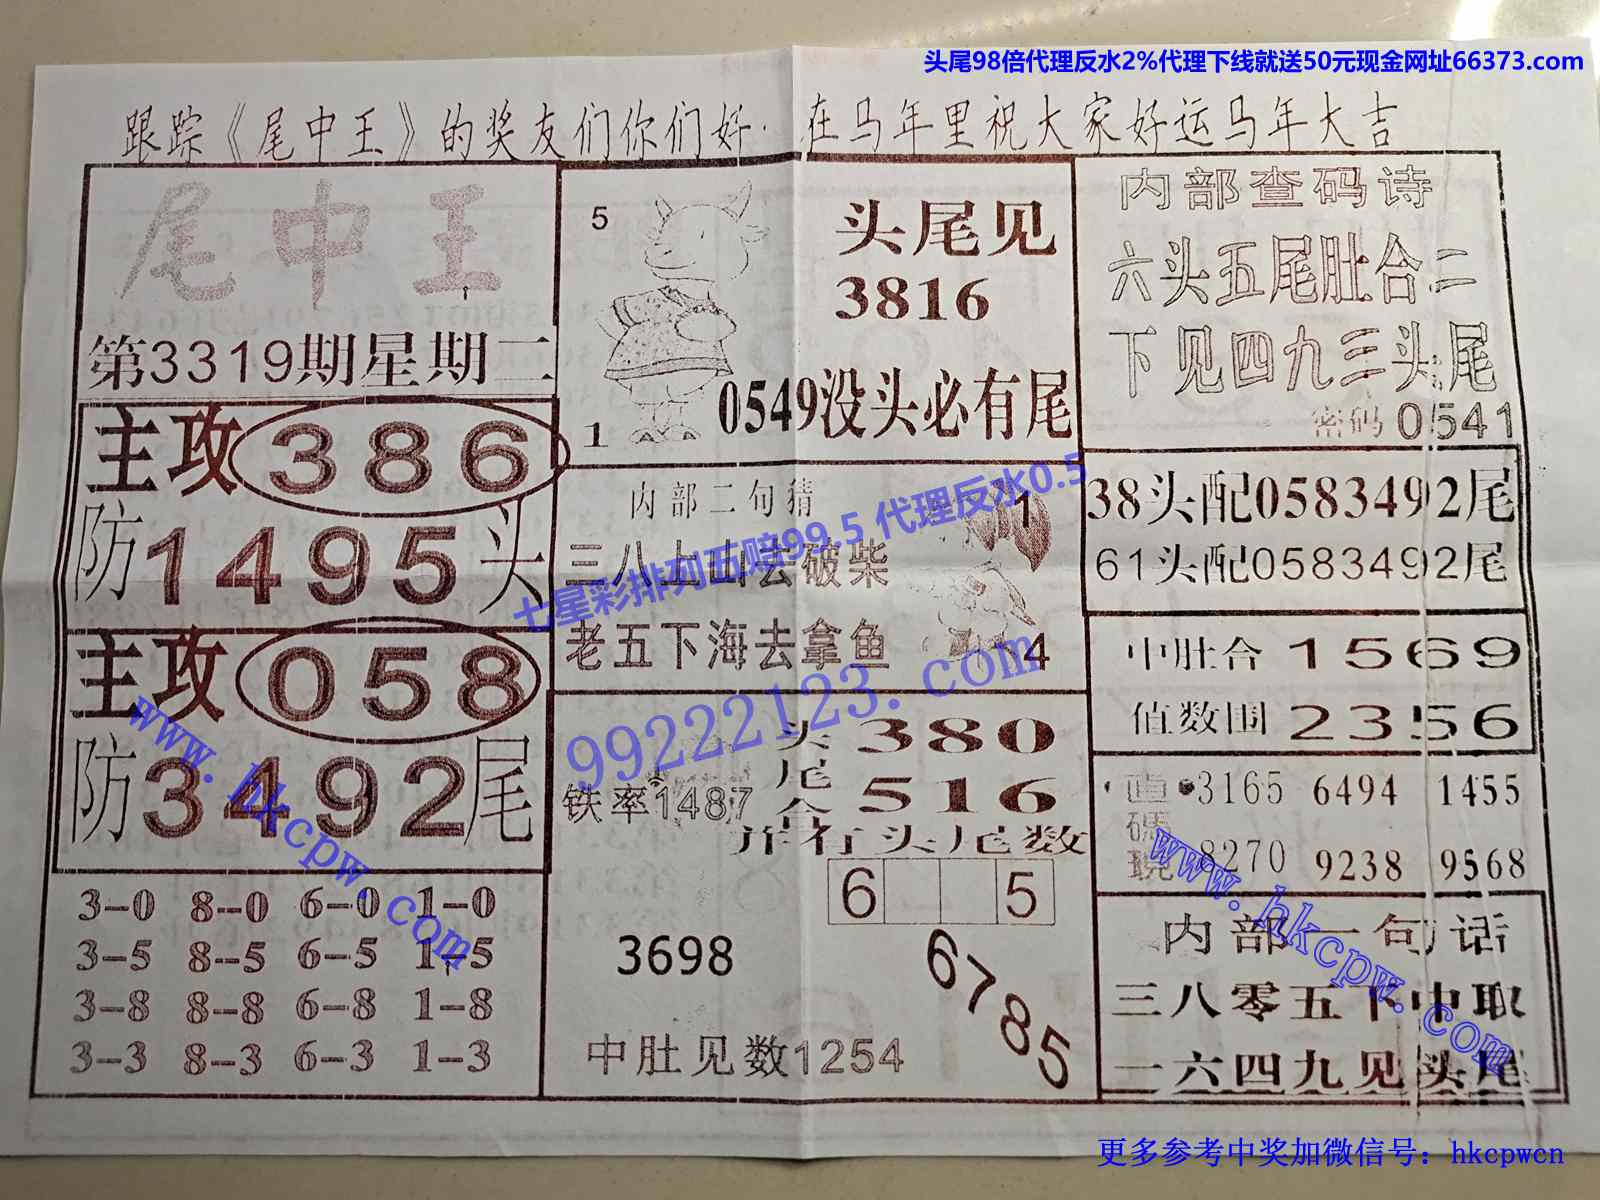 头尾98倍代理反水2%代理下线就送50元现金网址66373.com
跟踪《尾中王》的奖友们你们好·在马年里祝大家好运马年大吉
尾中王
第3319期星期二
主攻386
防1495头
主攻058
防3492尾
3--0 8--0 6--0 1--0
3--5 8--5 6--5 1--5
3--8 8--8 6--8 1--8
3--3 8--3 6--3 1--3
5
头尾见
3816
0549没头必有尾
1
内部二句猜
三八上山去破柴
老五下海去拿鱼
1
4
头尾合
380
516
铁率1487
并有头尾数
6 5
3698
6785
中肚见数1254
内部查码诗
六头五尾肚合二
下见四九三头尾
密码0541
38头配0583492尾
61头配0583492尾
中肚合1569
值数围2356
直码
3165 6494 1455
8270 9238 9568
内部一句话
三八零五下中取
一六四九见头尾
七星彩排列五赔99.5 代理反水0.5
99222123.com
www.hkcpw.com
www.hkcpw.com
更多参考中奖加微信号：hkcpwcn